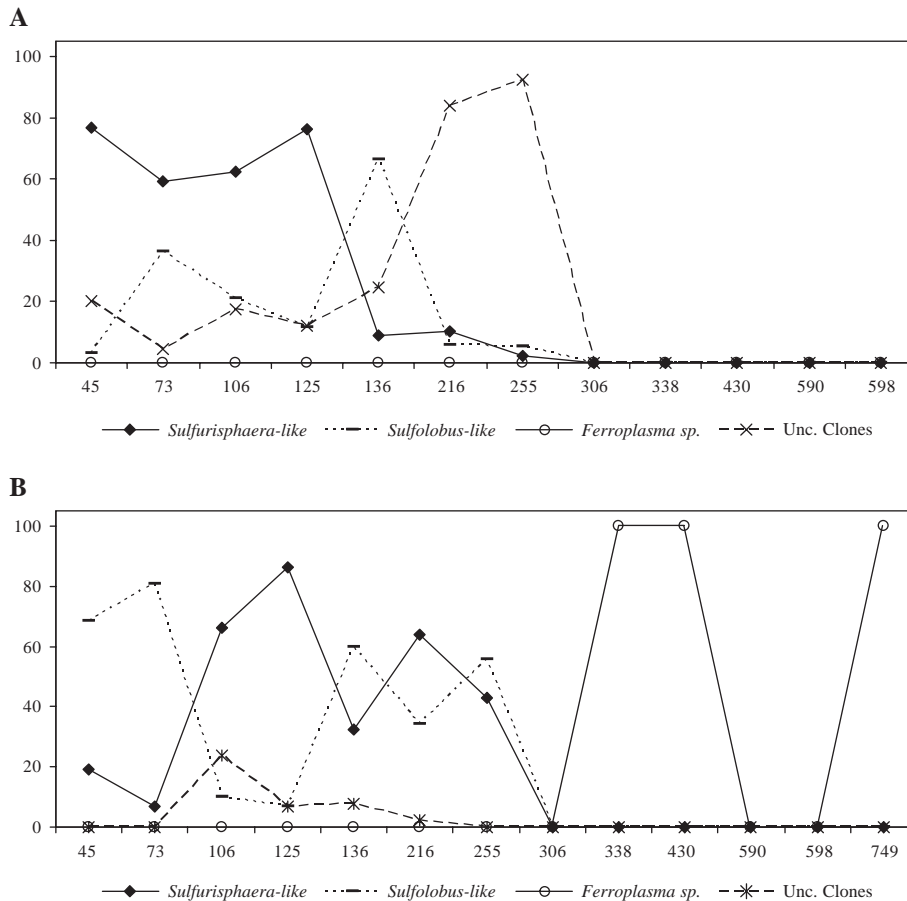 A
100
80
60
40
20
0
45 73 106 125 136 216 255 306 338 430 590 598
Sulfurisphaera-like Sulfolobus-like Ferroplasma sp. Unc. Clones
B
100
80
60
40
20
0
45 73 106 125 136 216 255 306 338 430 590 598 749
Sulfurisphaera-like Sulfolobus-like Ferroplasma sp. Unc. Clones